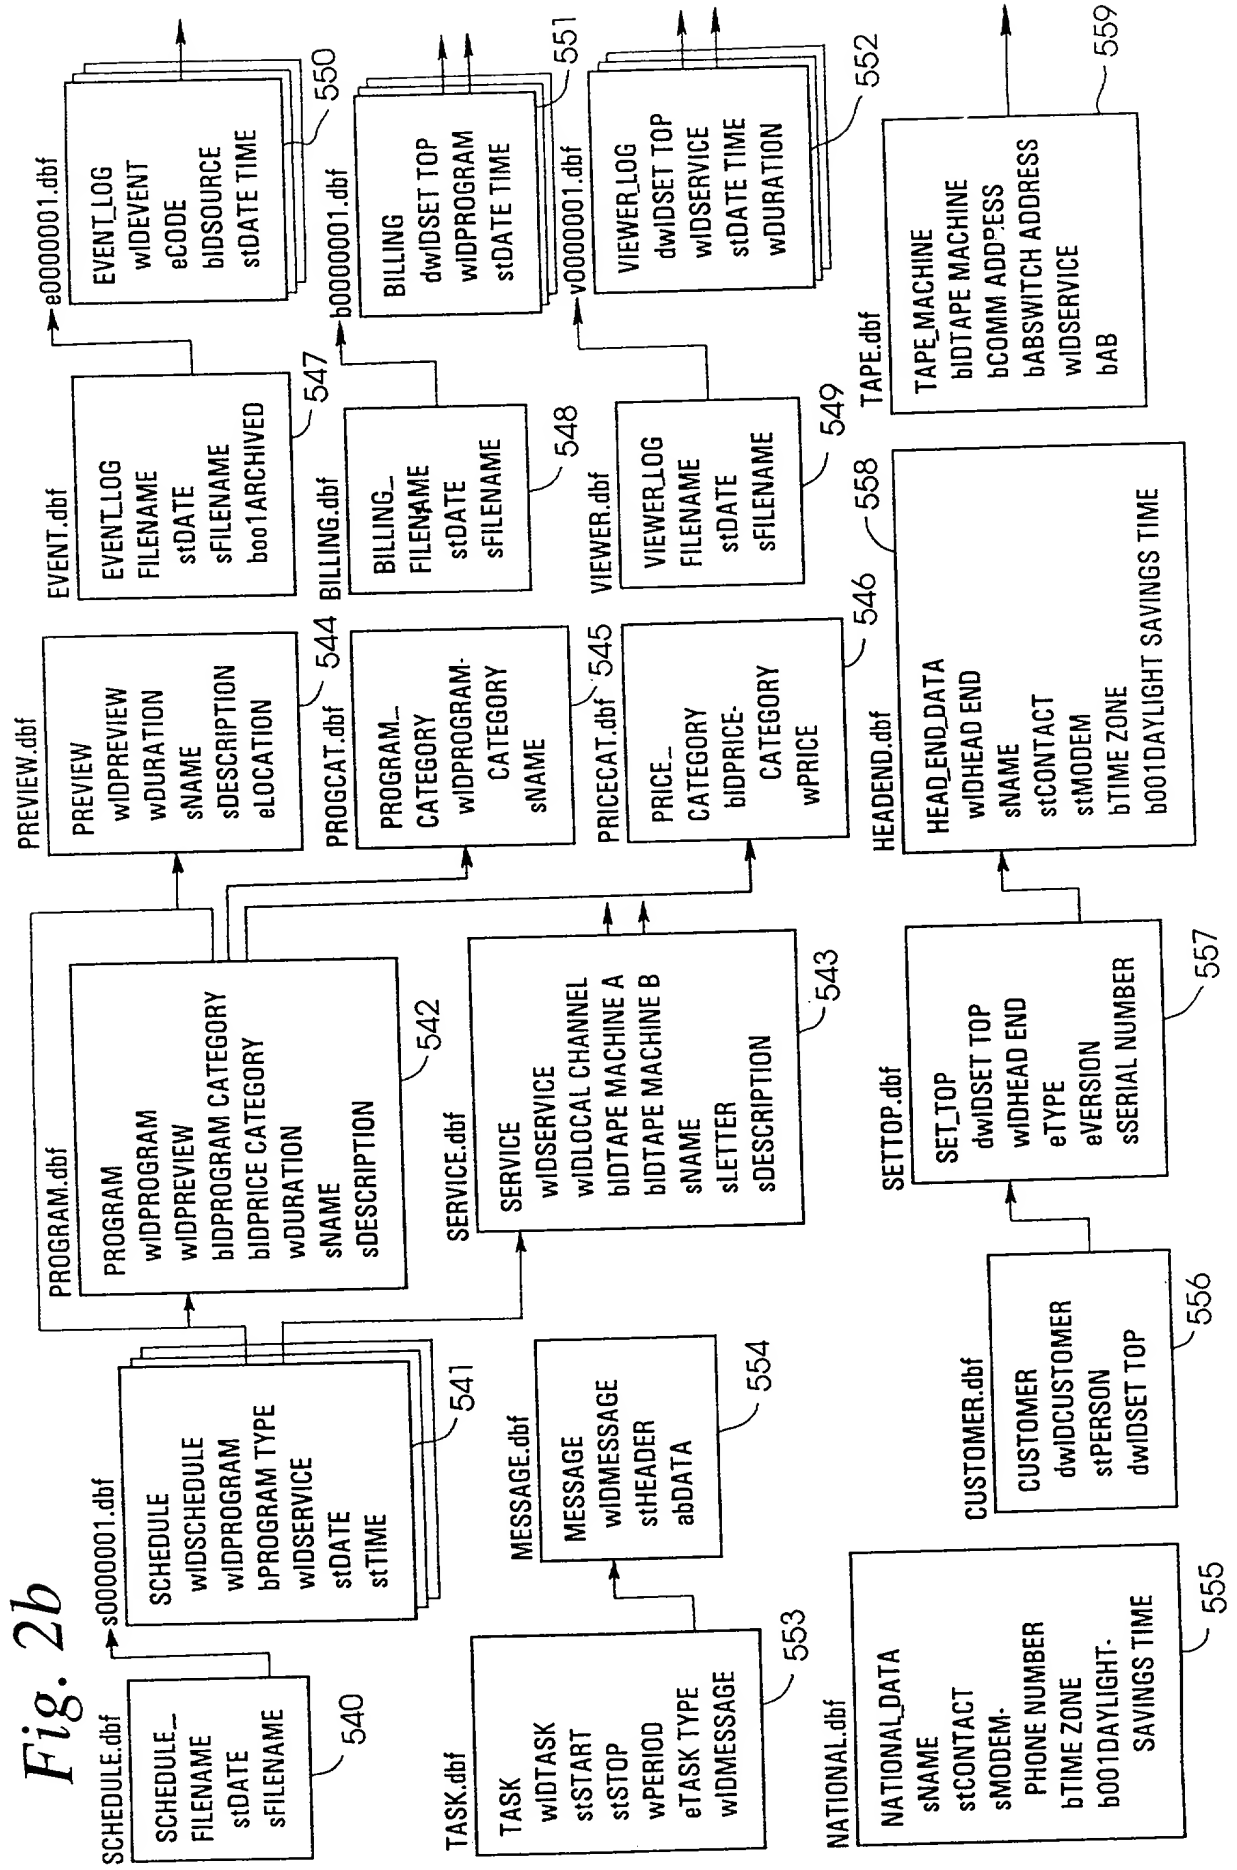 Fig. 2b
SCHEDULE.dbf
SCHEDULE_
FILENAME
stDATE
sFILENAME
540
s0000001.dbf
SCHEDULE
wIDSCHEDULE
wIDPROGRAM
bPROGRAM TYPE
wIDSERVICE
stDATE
stTIME
541
PROGRAM.dbf
PROGRAM
wIDPROGRAM
wIDPREVIEW
bIDPROGRAM CATEGORY
bIDPRICE CATEGORY
wDURATION
sNAME
sDESCRIPTION
542
PREVIEW.dbf
PREVIEW
wIDPREVIEW
wDURATION
sNAME
sDESCRIPTION
eLOCATION
544
EVENT.dbf
EVENT_LOG
FILENAME
stDATE
sFILENAME
boo1ARCHIVED
547
e0000001.dbf
EVENT_LOG
wIDEVENT
eCODE
bIDSOURCE
stDATE TIME
550
PROGCAT.dbf
PROGRAM_
CATEGORY
wIDPROGRAM-
CATEGORY
sNAME
545
BILLING.dbf
BILLING_
FILENAME
stDATE
sFILENAME
548
b0000001.dbf
BILLING
dwIDSET TOP
wIDPROGRAM
stDATE TIME
551
SERVICE.dbf
SERVICE
wIDSERVICE
wIDLOCAL CHANNEL
bIDTAPE MACHINE A
bIDTAPE MACHINE B
sNAME
sLETTER
sDESCRIPTION
543
PRICECAT.dbf
PRICE_
CATEGORY
bIDPRICE-
CATEGORY
wPRICE
546
VIEWER.dbf
VIEWER_LOG
FILENAME
stDATE
sFILENAME
549
v0000001.dbf
VIEWER_LOG
dwIDSET TOP
wIDSERVICE
stDATE TIME
wDURATION
552
TASK.dbf
TASK
wIDTASK
stSTART
stSTOP
wPERIOD
eTASK TYPE
wIDMESSAGE
553
MESSAGE.dbf
MESSAGE
wIDMESSAGE
stHEADER
abDATA
554
NATIONAL.dbf
NATIONAL_DATA
sNAME
stCONTACT
sMODEM-
PHONE NUMBER
bTIME ZONE
b001DAYLIGHT-
SAVINGS TIME
555
CUSTOMER.dbf
CUSTOMER
dwIDCUSTOMER
stPERSON
dwIDSET TOP
556
SETTOP.dbf
SET_TOP
dwIDSET TOP
wIDHEAD END
eTYPE
eVERSION
sSERIAL NUMBER
557
HEADEND.dbf
HEAD_END_DATA
wIDHEAD END
sNAME
stCONTACT
stMODEM
bTIME ZONE
b001DAYLIGHT SAVINGS TIME
558
TAPE.dbf
TAPE_MACHINE
bIDTAPE MACHINE
bCOMM ADDRESS
bABSWITCH ADDRESS
wIDSERVICE
bAB
559